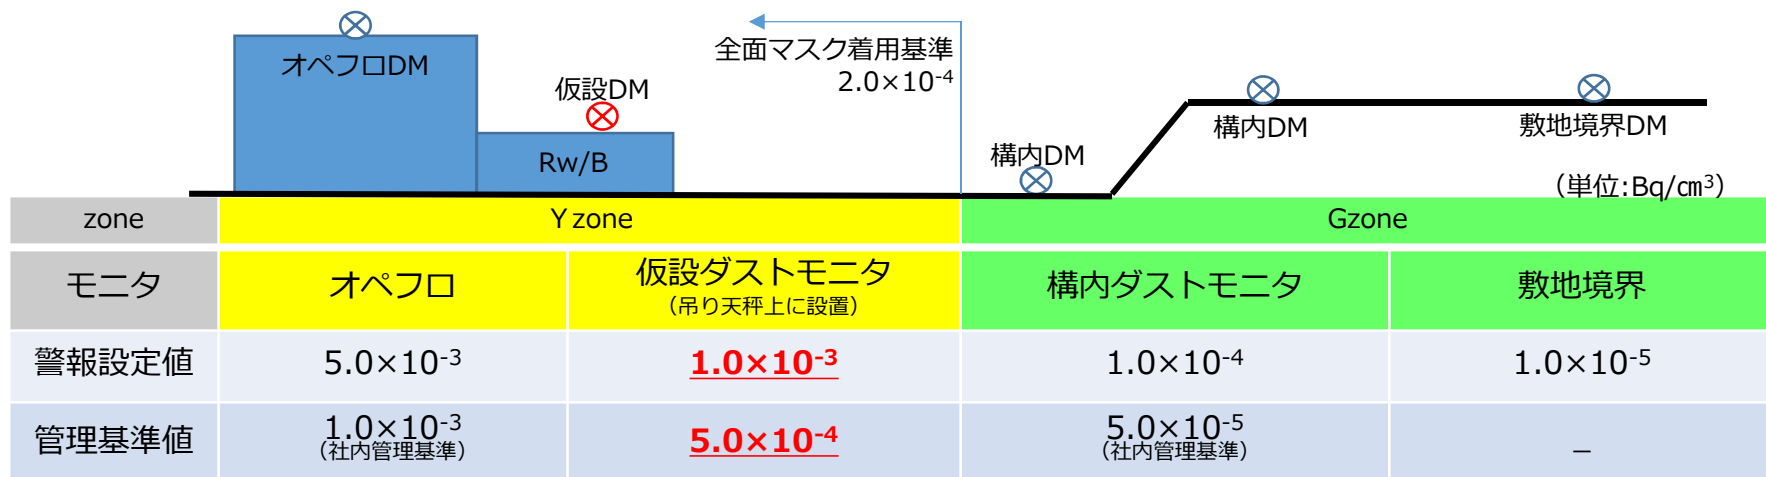 オペフロDM
仮設DM
Rw/B
全面マスク着用基準
2.0×10⁻⁴
構内DM
構内DM
敷地境界DM
（単位:Bq/㎝³）
zone
Y zone
Gzone
モニタ
オペフロ
仮設ダストモニタ
（吊り天秤上に設置）
構内ダストモニタ
敷地境界
警報設定値
5.0×10⁻³
1.0×10⁻³
1.0×10⁻⁴
1.0×10⁻⁵
管理基準値
1.0×10⁻³
（社内管理基準）
5.0×10⁻⁴
5.0×10⁻⁵
（社内管理基準）
－